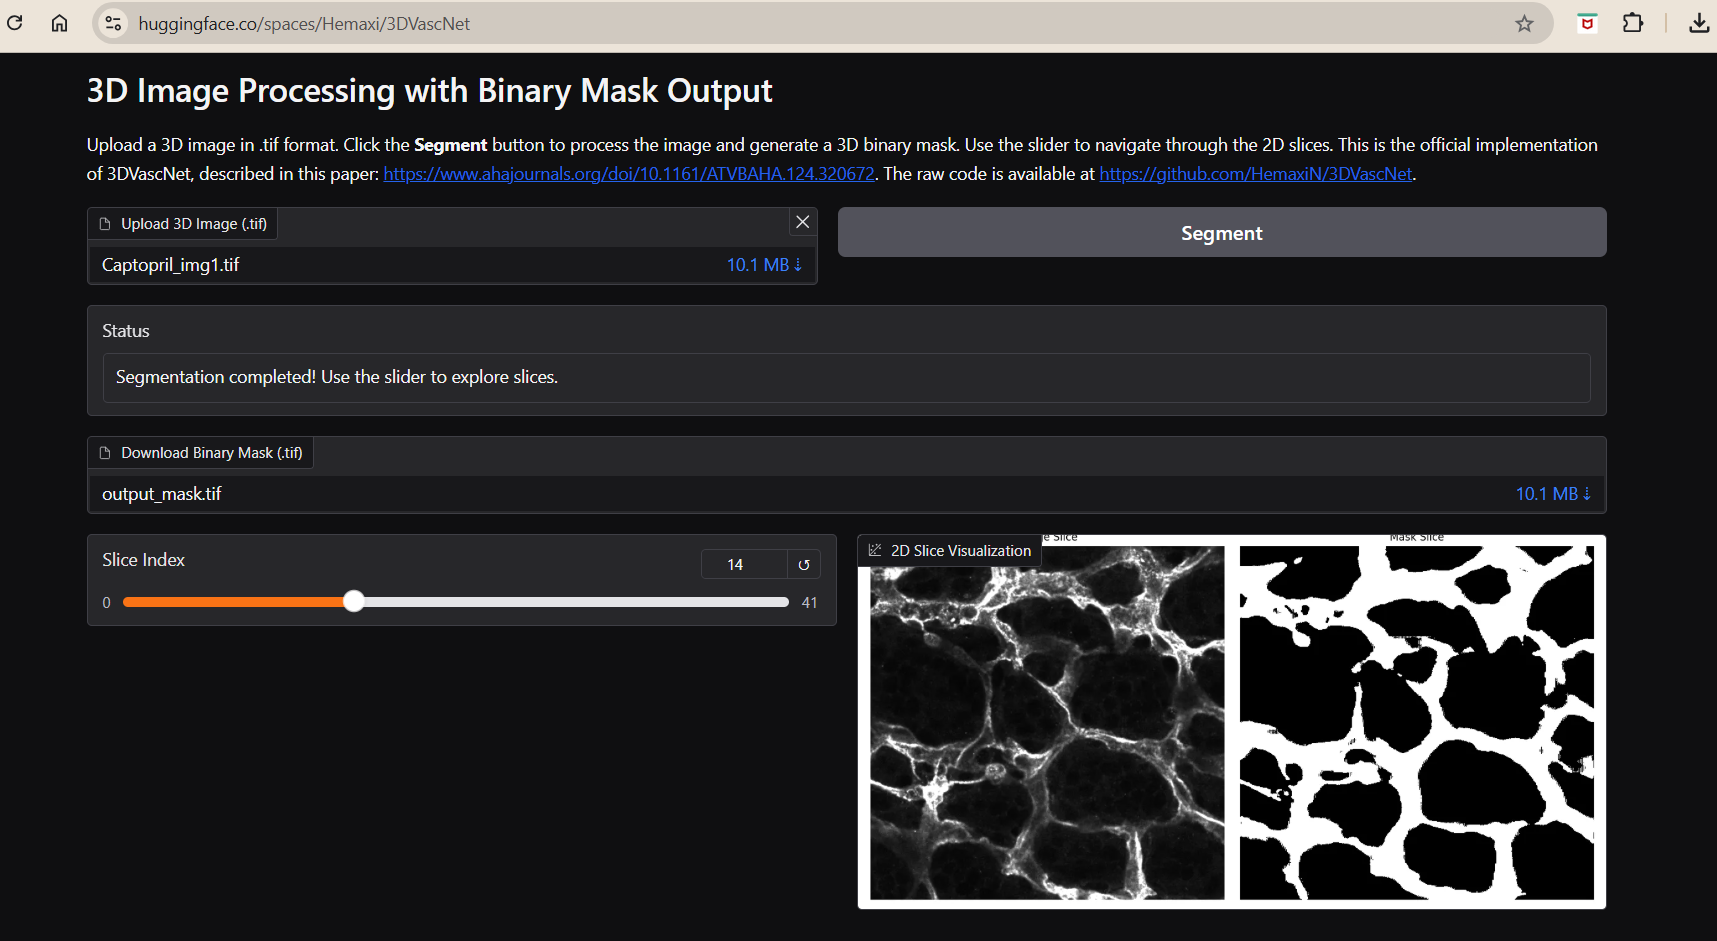 huggingface.co/spaces/Hemaxi/3DVascNet
3D Image Processing with Binary Mask Output
Upload a 3D image in .tif format. Click the Segment button to process the image and generate a 3D binary mask. Use the slider to navigate through the 2D slices. This is the official implementation
of 3DVascNet, described in this paper: https://www.ahajournals.org/doi/10.1161/ATVBAHA.124.320672. The raw code is available at https://github.com/HemaxiN/3DVascNet.
Upload 3D Image (.tif)
Captopril_img1.tif
10.1 MB ⇣
Segment
Status
Segmentation completed! Use the slider to explore slices.
Download Binary Mask (.tif)
output_mask.tif
10.1 MB ⇣
Slice Index
14
0
41
2D Slice Visualization
e Slice
Mask Slice